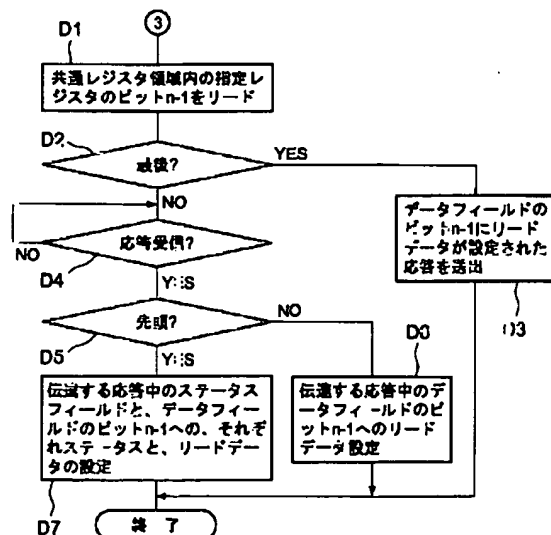 D1
3
共通レジスタ領域内の指定レ
ジスタのビットn-1をリード
D2
最後?
YES
NO
データフィールドの
ビットn-1にリード
データが設定された
応答を送出
D3
応答受信?
NO
D4
YES
先頭?
NO
D5
YES
D6
伝達する応答中のステータス
フィールドと、データフィー
ルドのビットn-1への、それぞ
れステータスと、リードデー
タの設定
D7
伝達する応答中のデー
タフィールドのビッ
トn-1へのリード
データ設定
終了